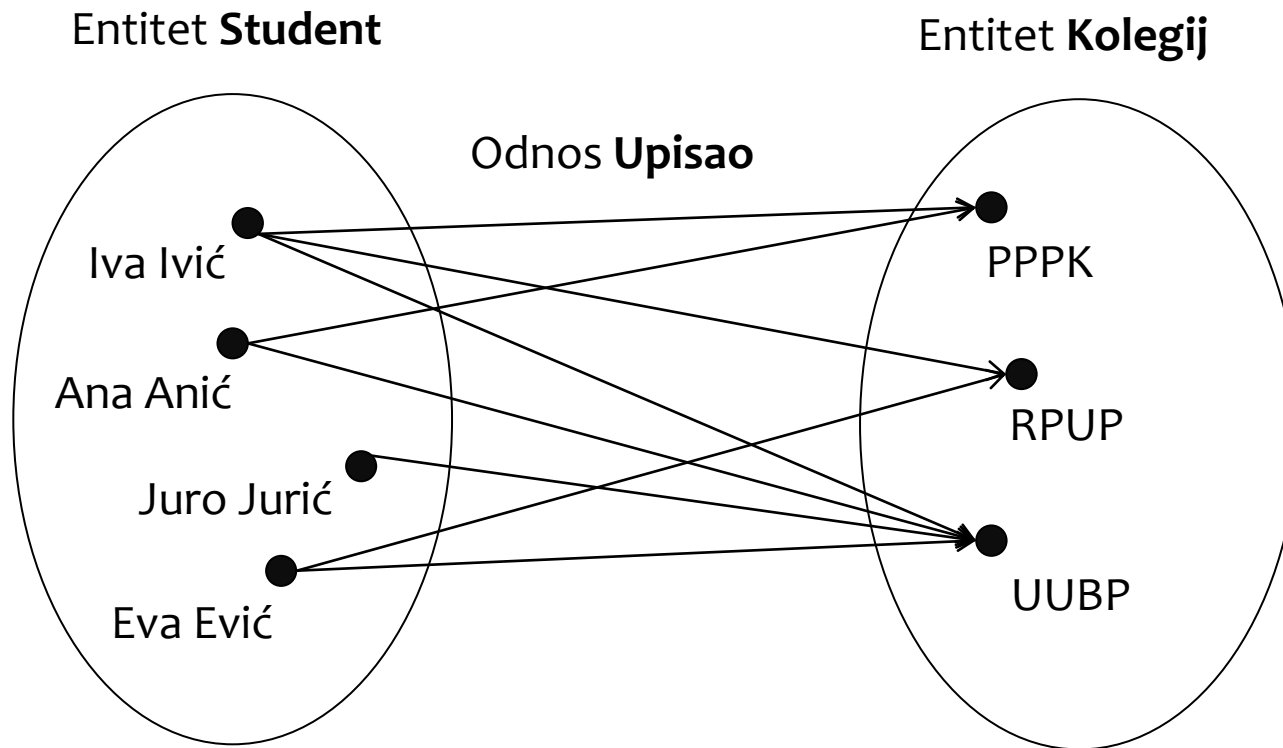 Entitet Student
Entitet Kolegij
Odnos Upisao
Iva Ivić
Ana Anić
Juro Jurić
Eva Ević
PPPK
RPUP
UUBP